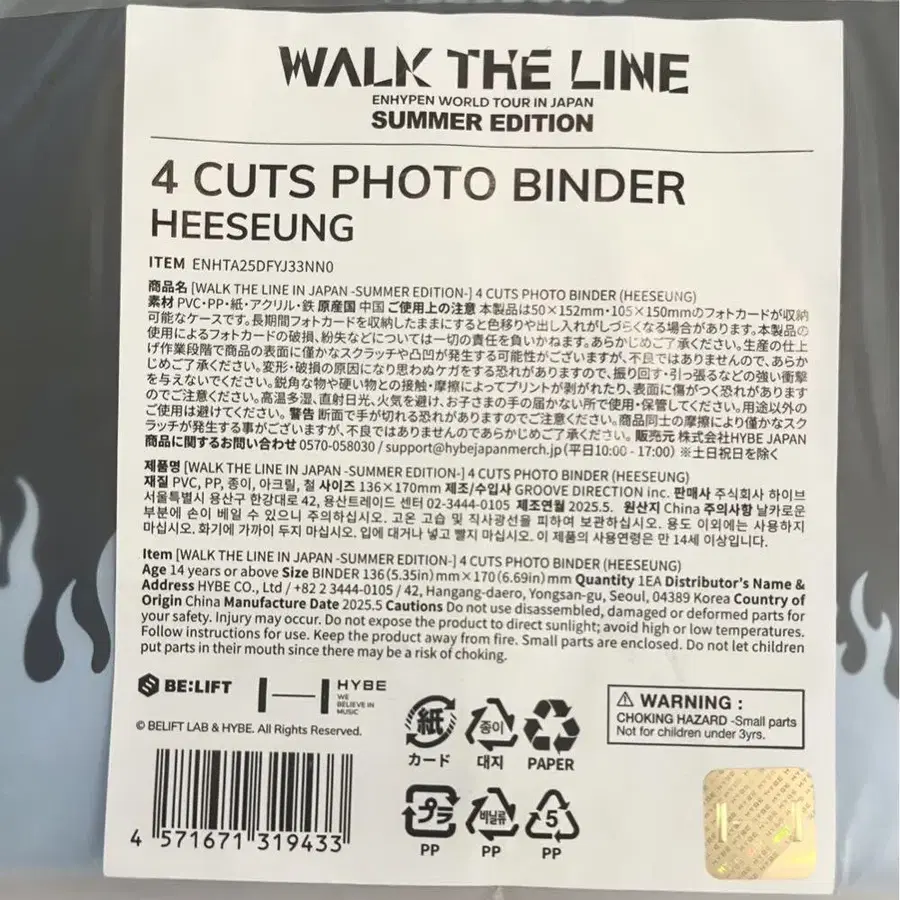 WALK THE LINE
ENHYPEN WORLD TOUR IN JAPAN
SUMMER EDITION
4 CUTS PHOTO BINDER
HEESEUNG
ITEM ENHTA25DFYJ33NN0
商品名 [WALK THE LINE IN JAPAN -SUMMER EDITION-] 4 CUTS PHOTO BINDER (HEESEUNG)
素材 PVC・PP・紙・アクリル・鉄 原産国 中国 ご使用上の注意 本製品は50×152mm・105×150mmのフォトカードが収納
可能なケースです。長期間フォトカードを収納したままにすると色移りや出し入れがしづらくなる場合があります。本製品の
使用によるフォトカードの破損、紛失などについては一切の責任を負いかねます。あらかじめご了承ください。生産の仕上
げ作業段階で商品の表面に僅かなスクラッチや凸凹が発生する可能性がございますが、不良ではありませんので、あらか
じめご了承ください。変形・破損の原因になり思わぬケガをする恐れがありますので、振り回す・引っ張るなどの強い衝撃
を与えないでください。鋭角な物や硬い物との接触・摩擦によってプリントが剥がれたり、表面に傷がつく恐れがあります
のでご注意ください。高温多湿、直射日光、火気を避け、お子さまの手の届かない所で使用・保管してください。用途以外の
ご使用は避けてください。警告 断面で手が切れる恐れがありますのでご注意ください。商品同士の摩擦により僅かなスク
ラッチが発生する事がございますが、不良ではありませんのであらかじめご了承ください。販売元 株式会社HYBE JAPAN
商品に関するお問い合わせ 0570-058030 / support@hybejapanmerch.jp (平日10:00 - 17:00) ※土日祝日を除く
제품명 [WALK THE LINE IN JAPAN -SUMMER EDITION-] 4 CUTS PHOTO BINDER (HEESEUNG)
재질 PVC, PP, 종이, 아크릴, 철 사이즈 136×170mm 제조/수입사 GROOVE DIRECTION inc. 판매사 주식회사 하이브
서울특별시 용산구 한강대로 42, 용산트레이드 센터 02-3444-0105 제조연월 2025.5. 원산지 China 주의사항 날카로운
부분에 손이 베일 수 있으니 주의하십시오. 고온 고습 및 직사광선을 피하여 보관하십시오. 용도 이외에는 사용하지
마십시오. 화기에 가까이 두지 마십시오. 입에 대거나 넣고 빨지 마십시오. 이 제품의 사용연령은 만 14세 이상입니다.
Item [WALK THE LINE IN JAPAN -SUMMER EDITION-] 4 CUTS PHOTO BINDER (HEESEUNG)
Age 14 years or above Size BINDER 136(5.35in)mm×170(6.69in)mm Quantity 1EA Distributor's Name &
Address HYBE CO., Ltd / +82 2 3444-0105 / 42, Hangang-daero, Yongsan-gu, Seoul, 04389 Korea Country of
Origin China Manufacture Date 2025.5 Cautions Do not use disassembled, damaged or deformed parts for
your safety. Injury may occur. Do not expose the product to direct sunlight; avoid high or low temperatures.
Follow instructions for use. Keep the product away from fire. Small parts are enclosed. Do not let children
put parts in their mouth since there may be a risk of choking.
BE:LIFT
HYBE
WE
BELIEVE IN
MUSIC
© BELIFT LAB & HYBE. All Rights Reserved.
4 571671 319433
紙
カード
종이
대지
PAPER
プラ
PP
비닐류
PP
5
PP
WARNING :
CHOKING HAZARD -Small parts
Not for children under 3yrs.
HYBE